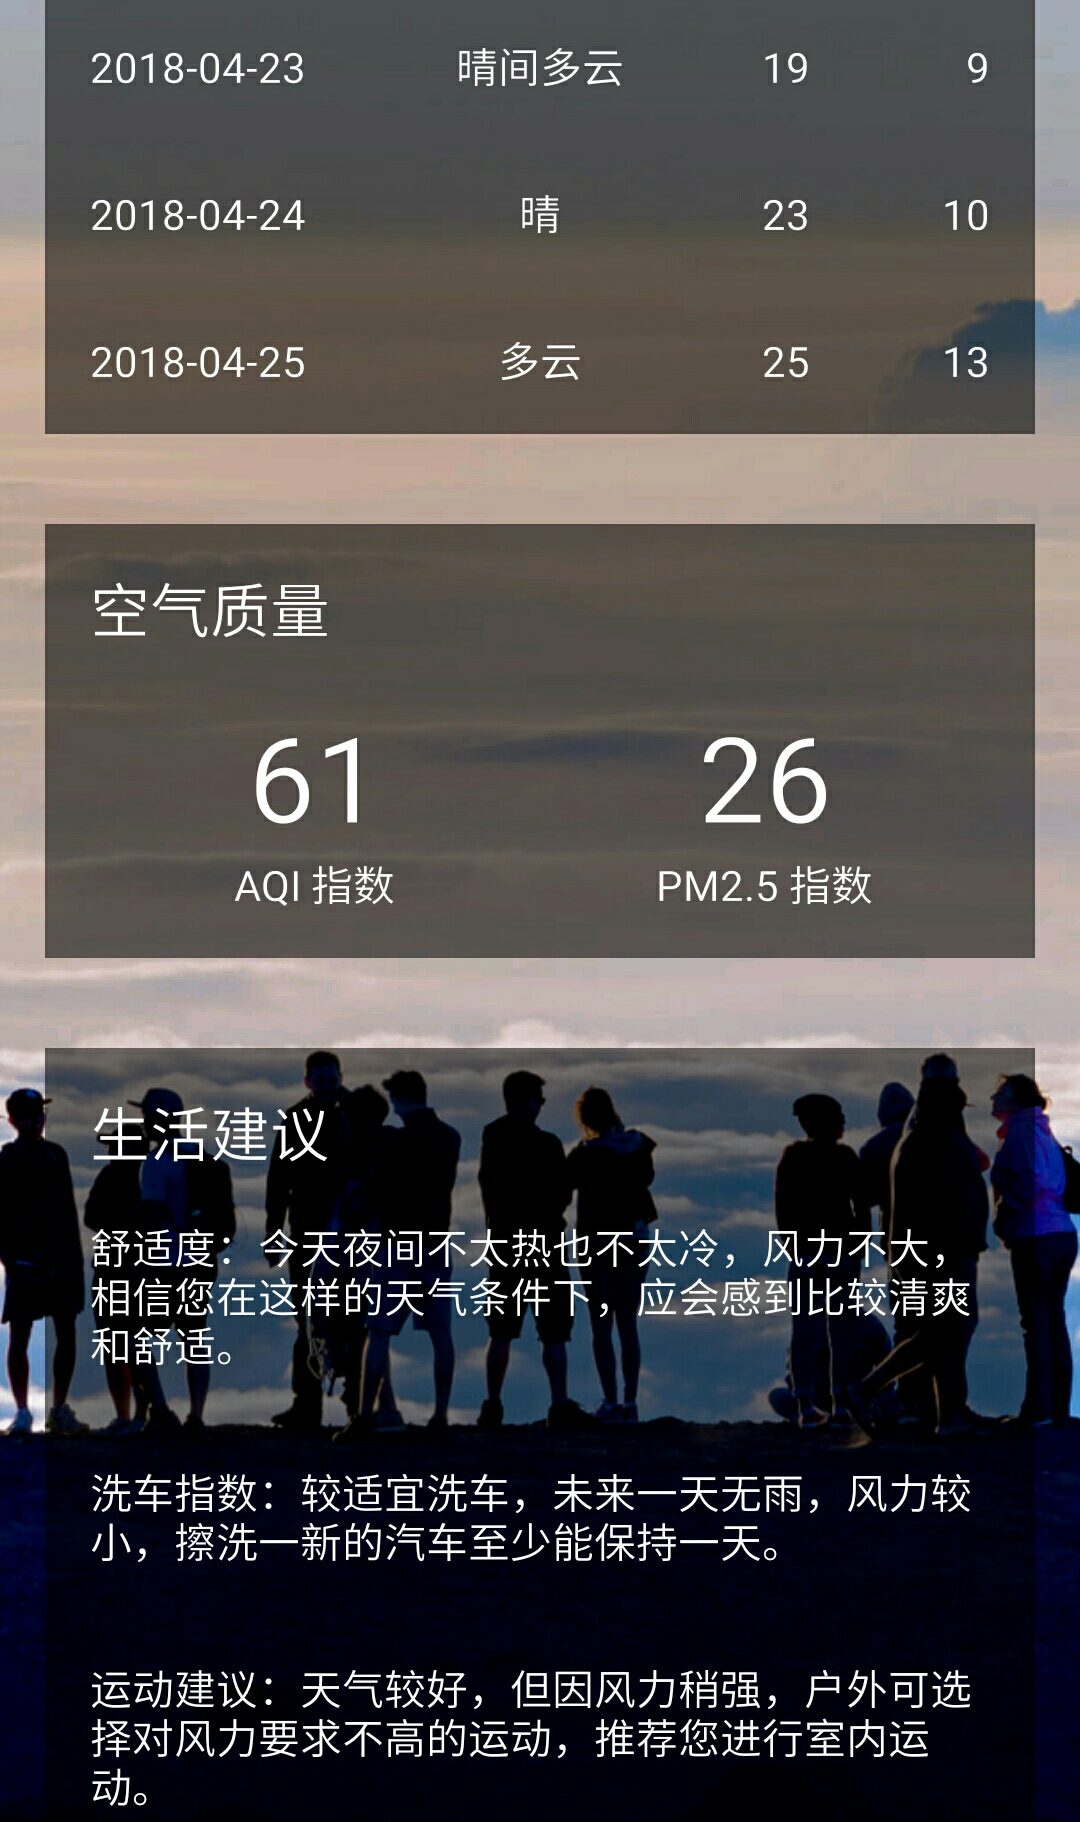 2018-04-23 晴间多云 19 9
2018-04-24 晴 23 10
2018-04-25 多云 25 13
空气质量
61 26
AQI 指数 PM2.5 指数
生活建议
舒适度：今天夜间不太热也不太冷，风力不大，
相信您在这样的天气条件下，应会感到比较清爽
和舒适。
洗车指数：较适宜洗车，未来一天无雨，风力较
小，擦洗一新的汽车至少能保持一天。
运动建议：天气较好，但因风力稍强，户外可选
择对风力要求不高的运动，推荐您进行室内运
动。